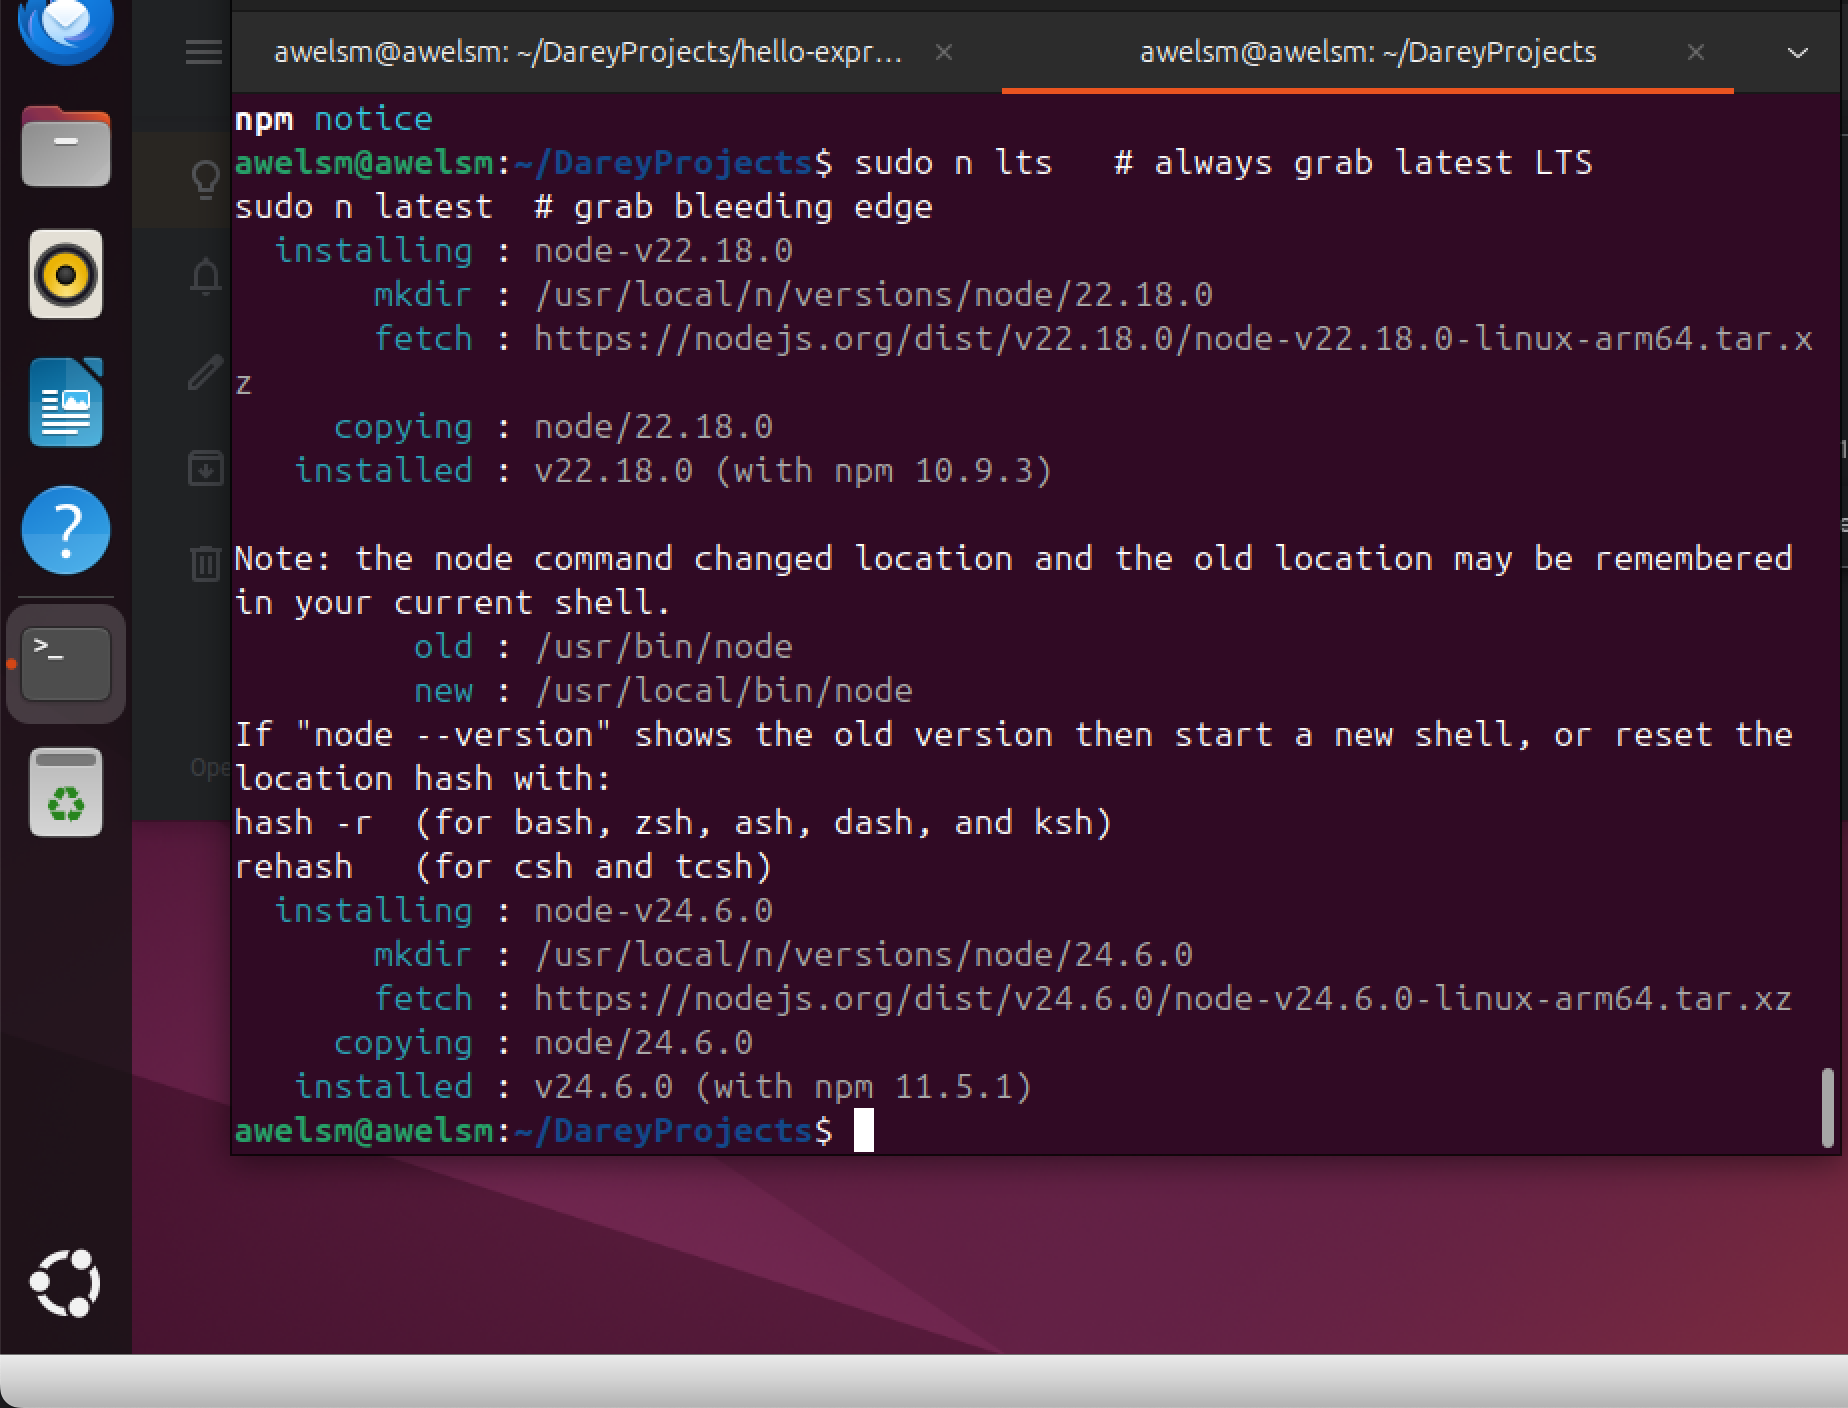 awelsm@awelsm: ~/DareyProjects/hello-expr...
awelsm@awelsm: ~/DareyProjects
npm notice
awelsm@awelsm:~/DareyProjects$ sudo n lts   # always grab latest LTS
sudo n latest  # grab bleeding edge
  installing : node-v22.18.0
       mkdir : /usr/local/n/versions/node/22.18.0
       fetch : https://nodejs.org/dist/v22.18.0/node-v22.18.0-linux-arm64.tar.x
z
     copying : node/22.18.0
   installed : v22.18.0 (with npm 10.9.3)
Note: the node command changed location and the old location may be remembered
in your current shell.
         old : /usr/bin/node
         new : /usr/local/bin/node
If "node --version" shows the old version then start a new shell, or reset the
location hash with:
hash -r  (for bash, zsh, ash, dash, and ksh)
rehash   (for csh and tcsh)
  installing : node-v24.6.0
       mkdir : /usr/local/n/versions/node/24.6.0
       fetch : https://nodejs.org/dist/v24.6.0/node-v24.6.0-linux-arm64.tar.xz
     copying : node/24.6.0
   installed : v24.6.0 (with npm 11.5.1)
awelsm@awelsm:~/DareyProjects$